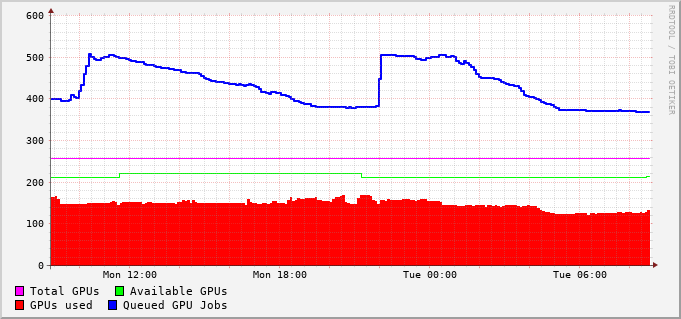 600
500
400
300
200
100
0
Mon 12:00 Mon 18:00 Tue 00:00 Tue 06:00
Total GPUs Available GPUs
GPUs used Queued GPU Jobs
RRDTOOL / TOBI OETIKER